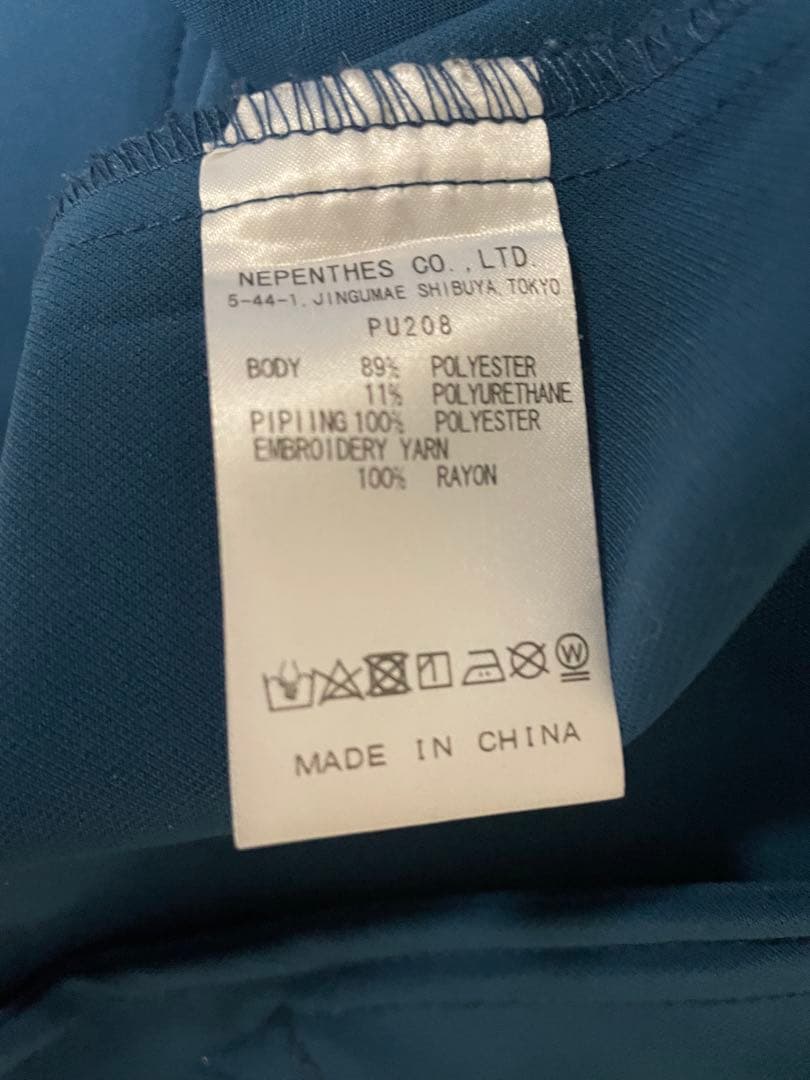 NEPENTHES CO.,LTD.
5-44-1, JINGUMAE SHIBUYA, TOKYO
PU208
BODY 89% POLYESTER
11% POLYURETHANE
PIPIING 100% POLYESTER
EMBROIDERY YARN
100% RAYON
W
MADE IN CHINA